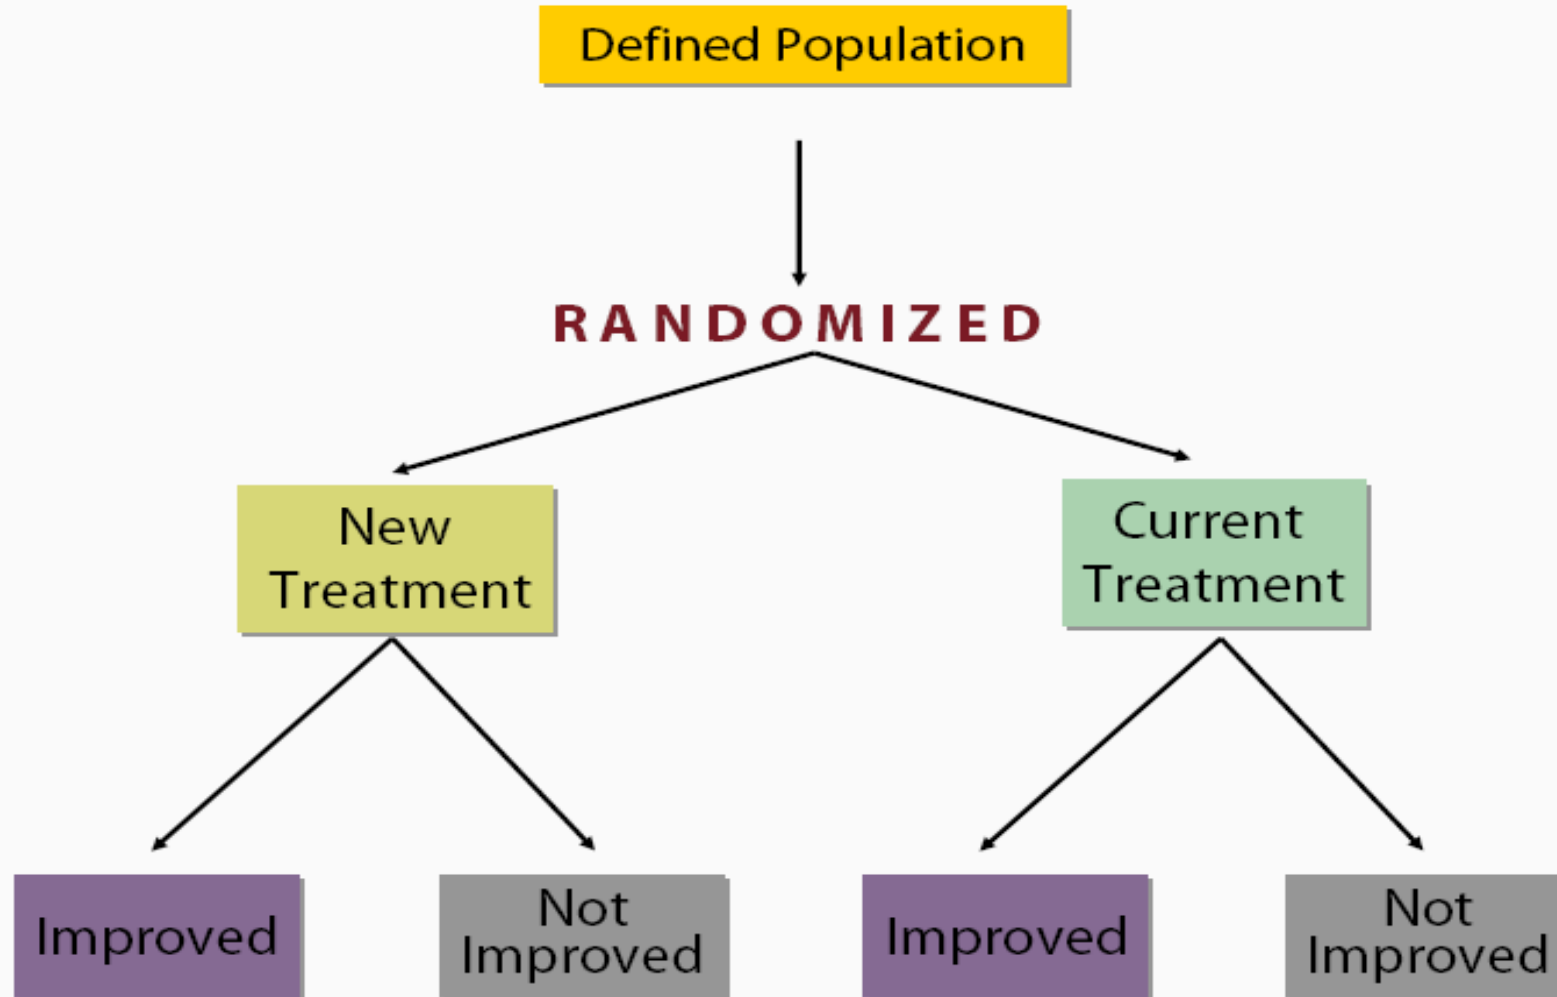 Defined Population
RANDOMIZED
New
Treatment
Current
Treatment
Improved
Not
Improved
Improved
Not
Improved